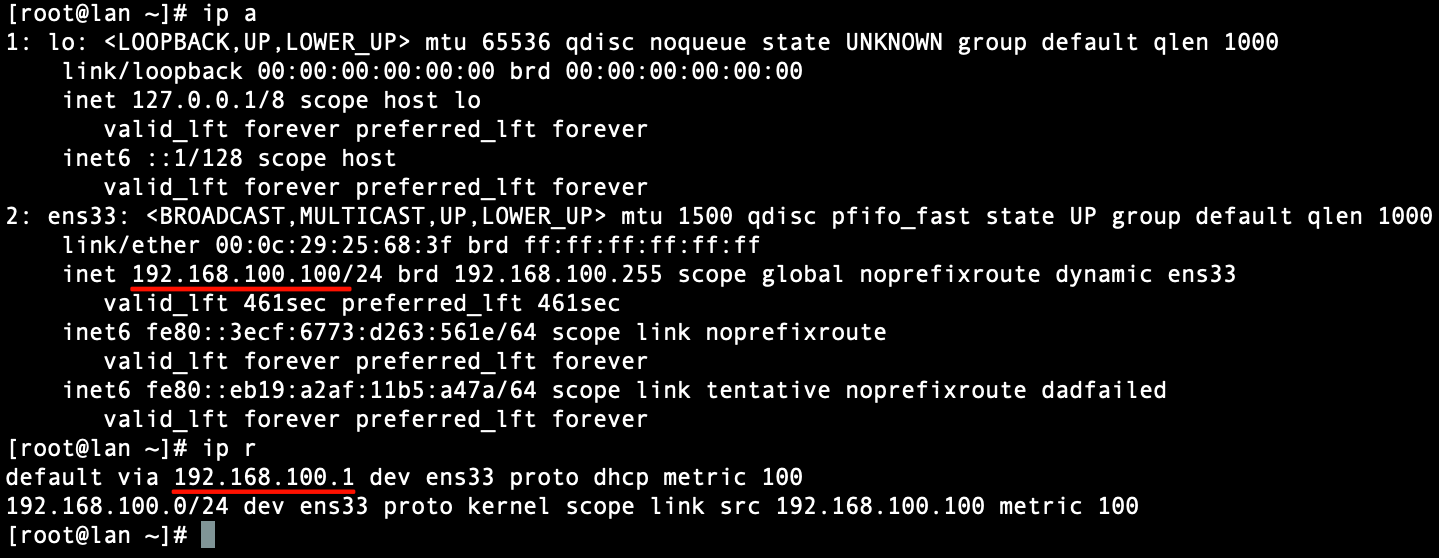 [root@lan ~]# ip a
1: lo: <LOOPBACK,UP,LOWER_UP> mtu 65536 qdisc noqueue state UNKNOWN group default qlen 1000
    link/loopback 00:00:00:00:00:00 brd 00:00:00:00:00:00
    inet 127.0.0.1/8 scope host lo
       valid_lft forever preferred_lft forever
    inet6 ::1/128 scope host
       valid_lft forever preferred_lft forever
2: ens33: <BROADCAST,MULTICAST,UP,LOWER_UP> mtu 1500 qdisc pfifo_fast state UP group default qlen 1000
    link/ether 00:0c:29:25:68:3f brd ff:ff:ff:ff:ff:ff
    inet 192.168.100.100/24 brd 192.168.100.255 scope global noprefixroute dynamic ens33
       valid_lft 461sec preferred_lft 461sec
    inet6 fe80::3ecf:6773:d263:561e/64 scope link noprefixroute
       valid_lft forever preferred_lft forever
    inet6 fe80::eb19:a2af:11b5:a47a/64 scope link tentative noprefixroute dadfailed
       valid_lft forever preferred_lft forever
[root@lan ~]# ip r
default via 192.168.100.1 dev ens33 proto dhcp metric 100
192.168.100.0/24 dev ens33 proto kernel scope link src 192.168.100.100 metric 100
[root@lan ~]#